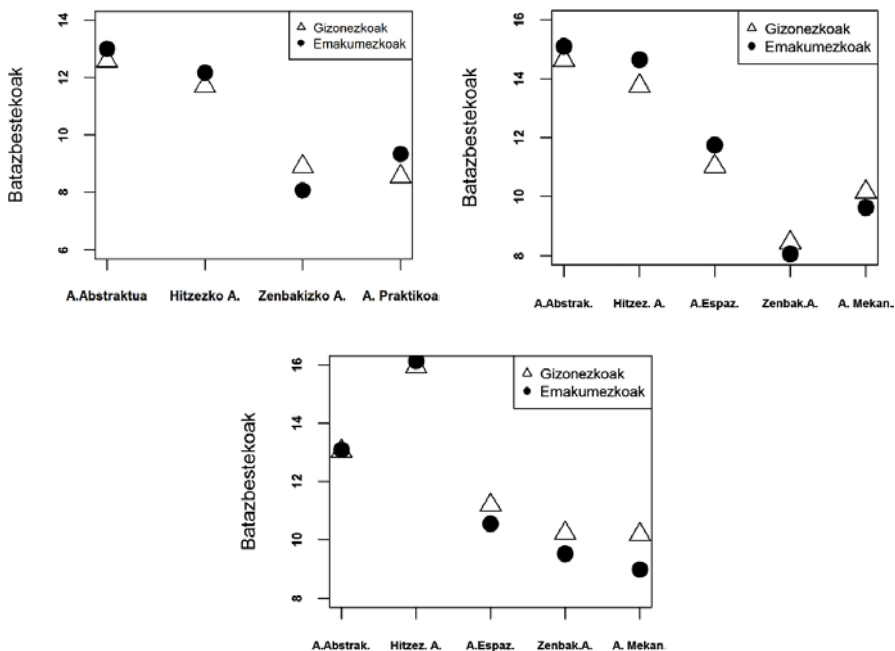 Batazbestekoak
14
12
10
8
6
Gizonezkoak
Emakumezkoak
A.Abstraktua Hitzezko A. Zenbakizko A. A. Praktikoa
Batazbestekoak
16
14
12
10
8
Gizonezkoak
Emakumezkoak
A.Abstrak. Hitzez. A. A.Espaz. Zenbak.A. A. Mekan.
Batazbestekoak
16
14
12
10
8
Gizonezkoak
Emakumezkoak
A.Abstrak. Hitzez. A. A.Espaz. Zenbak.A. A. Mekan.